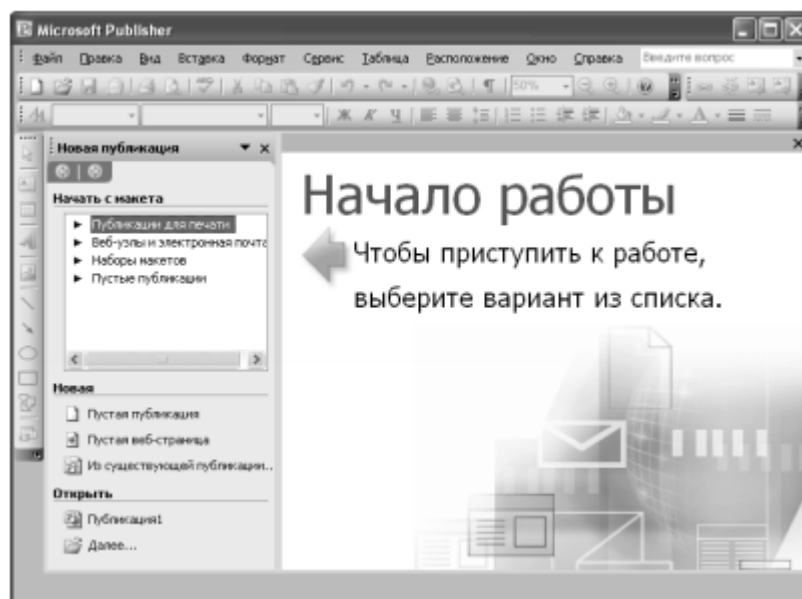 Microsoft Publisher
Файл Правка Вид Вставка Формат Сервис Таблица Расположение Окно Справка Введите вопрос
50%
Ж К Ч
Новая публикация
Начать с макета
Публикации для печати
Веб-узлы и электронная почта
Наборы макетов
Пустые публикации
Новая
Пустая публикация
Пустая веб-страница
Из существующей публикации...
Открыть
Публикация1
Далее...
Начало работы
Чтобы приступить к работе,
выберите вариант из списка.